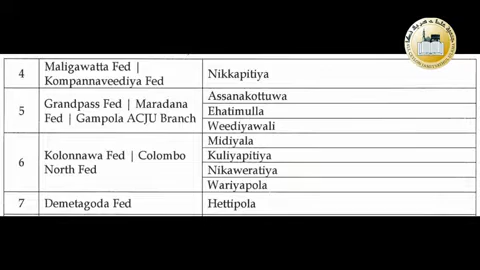 4 Maligawatta Fed | Kompannaveediya Fed Nikkapitiya
5 Grandpass Fed | Maradana Fed | Gampola ACJU Branch Assanakottuwa
Ehatimulla
Weediyawali
6 Kolonnawa Fed | Colombo North Fed Midiyala
Kuliyapitiya
Nikaweratiya
Wariyapola
7 Demetagoda Fed Hettipola